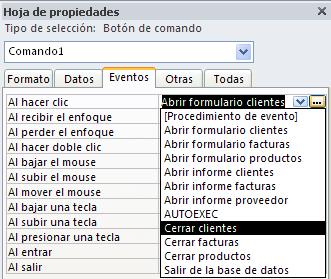 Hoja de propiedades
Tipo de selección: Botón de comando
Comando1
Formato Datos Eventos Otras Todas
Al hacer clic Abrir formulario clientes
Al recibir el enfoque [Procedimiento de evento]
Al perder el enfoque Abrir formulario clientes
Al hacer doble clic Abrir formulario facturas
Al bajar el mouse Abrir formulario productos
Al subir el mouse Abrir informe clientes
Al mover el mouse Abrir informe facturas
Al bajar una tecla Abrir informe proveedor
Al subir una tecla AUTOEXEC
Al presionar una tecla Cerrar clientes
Al entrar Cerrar facturas
Al salir Cerrar productos
Salir de la base de datos